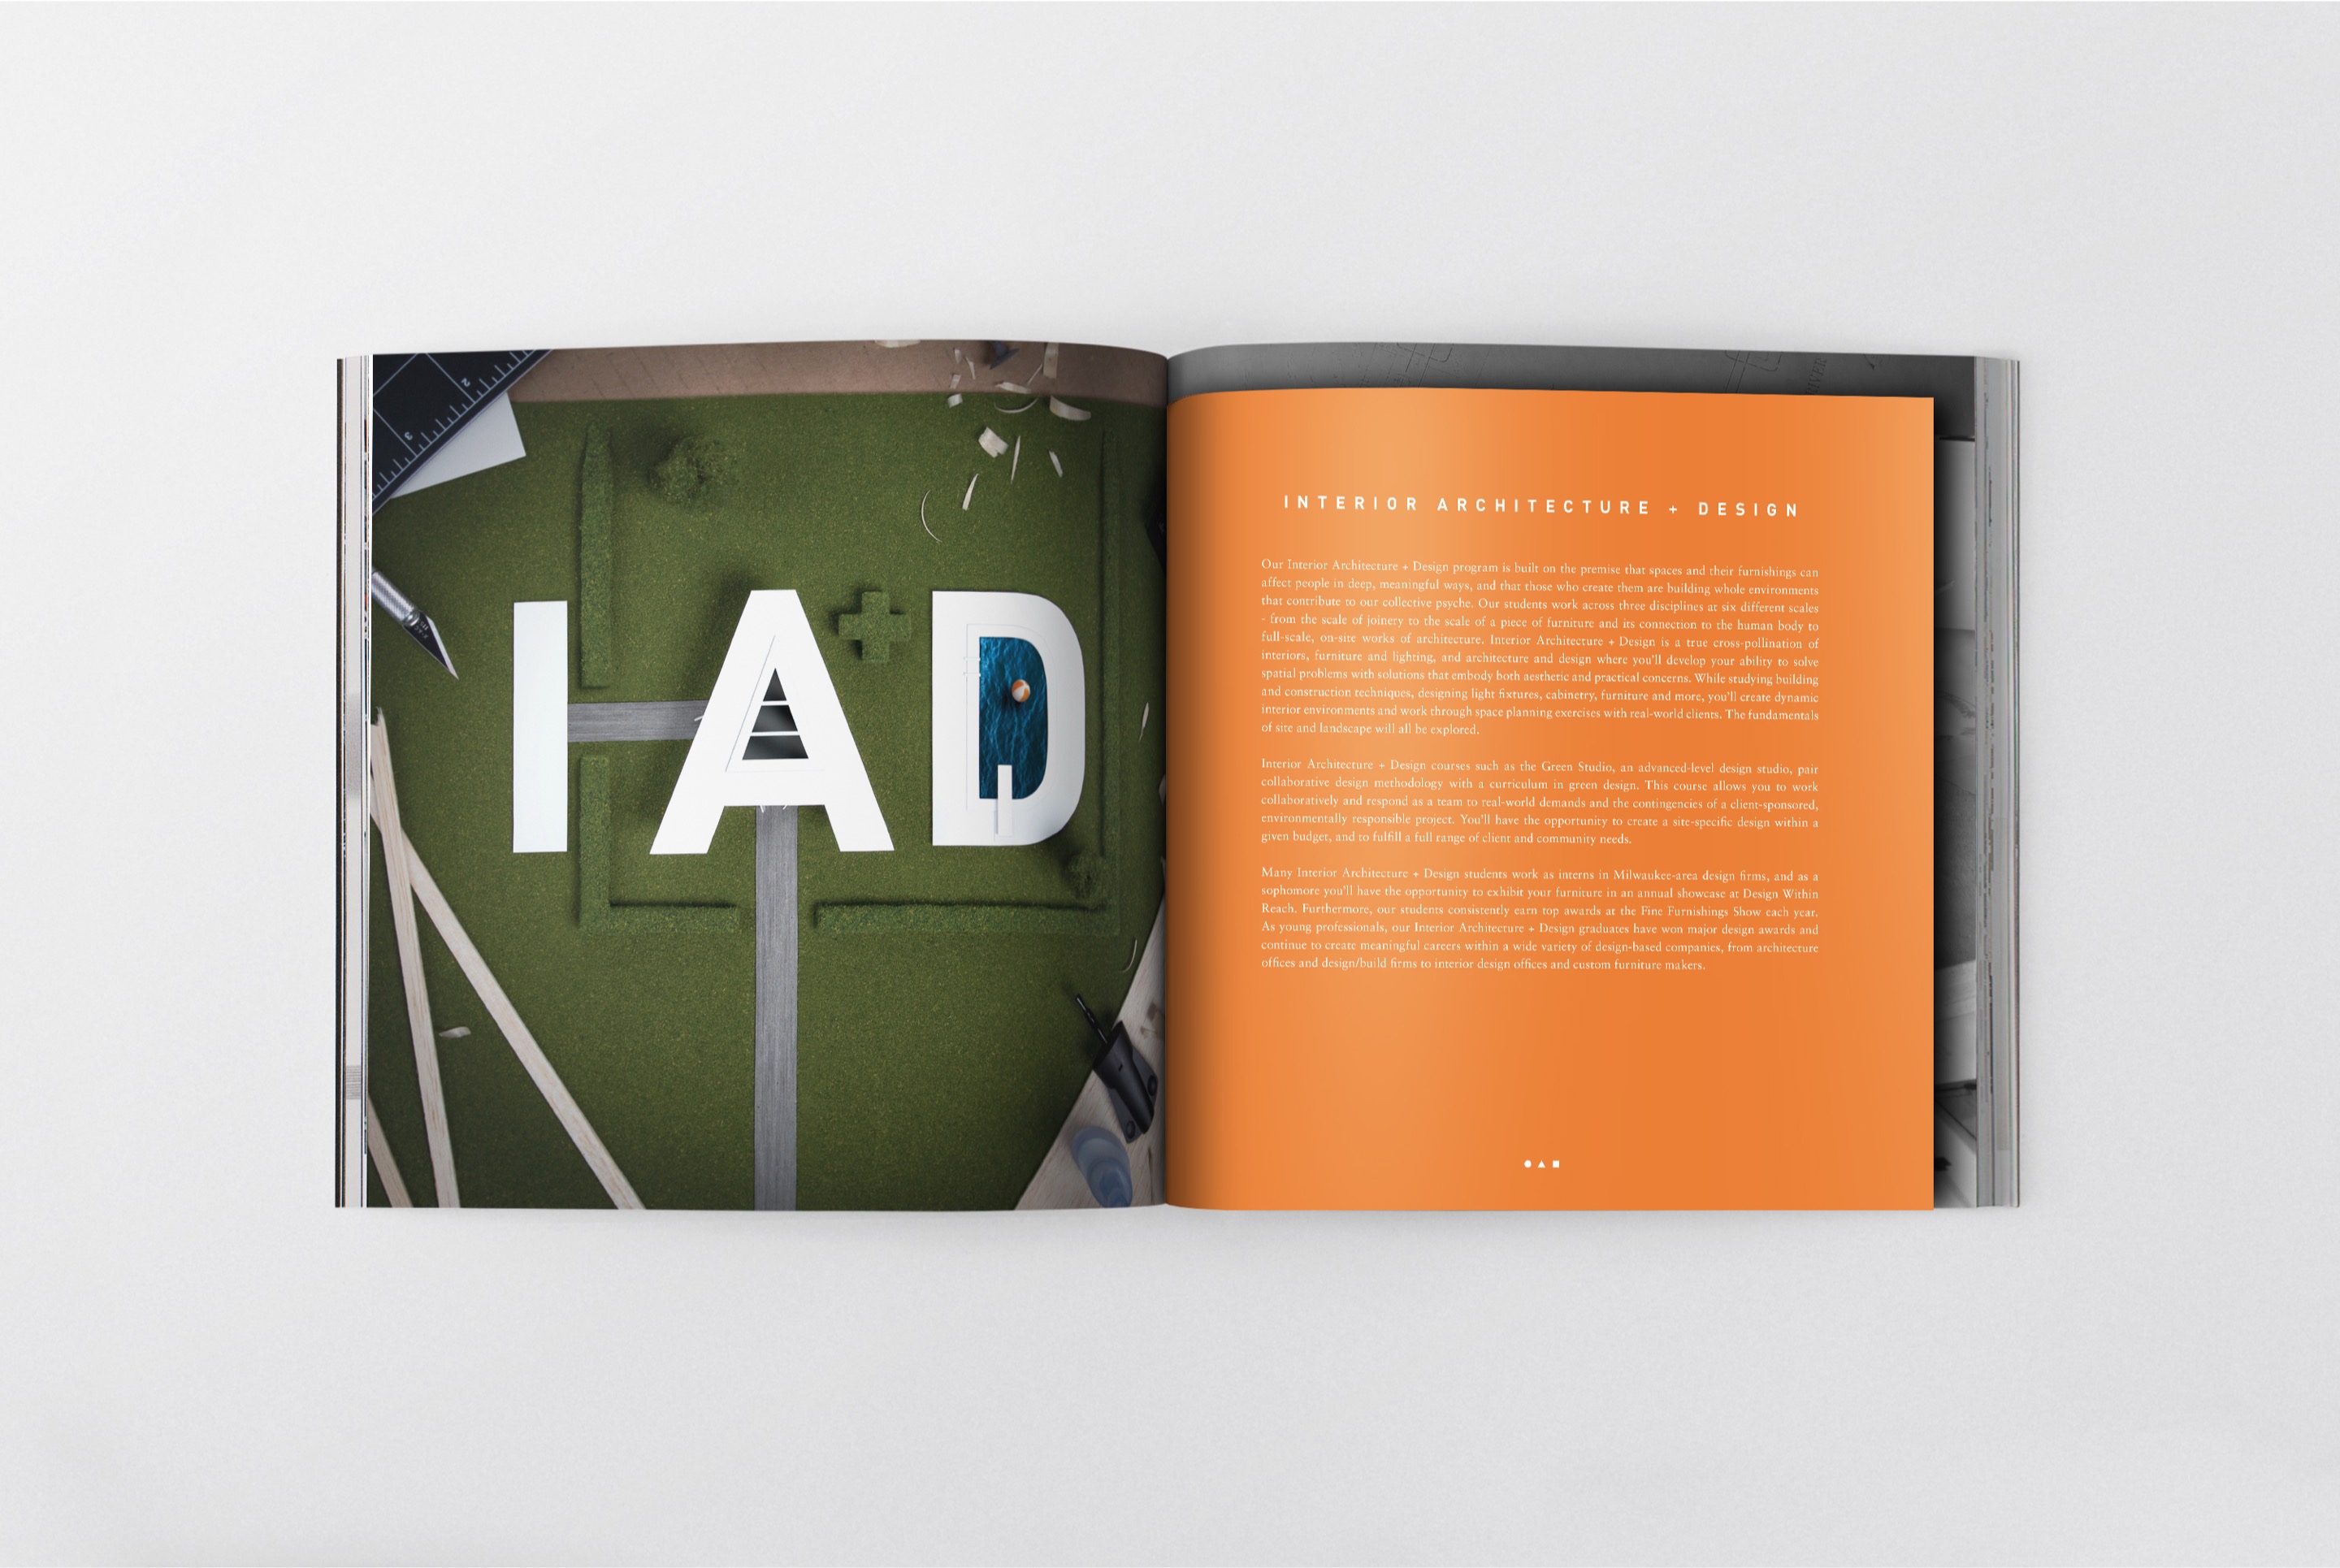 2
3
I A + D
IVER
INTERIOR ARCHITECTURE + DESIGN
Our Interior Architecture + Design program is built on the premise that spaces and their furnishings can
affect people in deep, meaningful ways, and that those who create them are building whole environments
that contribute to our collective psyche. Our students work across three disciplines at six different scales
- from the scale of joinery to the scale of a piece of furniture and its connection to the human body to
full-scale, on-site works of architecture. Interior Architecture + Design is a true cross-pollination of
interiors, furniture and lighting, and architecture and design where you'll develop your ability to solve
spatial problems with solutions that embody both aesthetic and practical concerns. While studying building
and construction techniques, designing light fixtures, cabinetry, furniture and more, you'll create dynamic
interior environments and work through space planning exercises with real-world clients. The fundamentals
of site and landscape will all be explored.
Interior Architecture + Design courses such as the Green Studio, an advanced-level design studio, pair
collaborative design methodology with a curriculum in green design. This course allows you to work
collaboratively and respond as a team to real-world demands and the contingencies of a client-sponsored,
environmentally responsible project. You'll have the opportunity to create a site-specific design within a
given budget, and to fulfill a full range of client and community needs.
Many Interior Architecture + Design students work as interns in Milwaukee-area design firms, and as a
sophomore you'll have the opportunity to exhibit your furniture in an annual showcase at Design Within
Reach. Furthermore, our students consistently earn top awards at the Fine Furnishings Show each year.
As young professionals, our Interior Architecture + Design graduates have won major design awards and
continue to create meaningful careers within a wide variety of design-based companies, from architecture
offices and design/build firms to interior design offices and custom furniture makers.